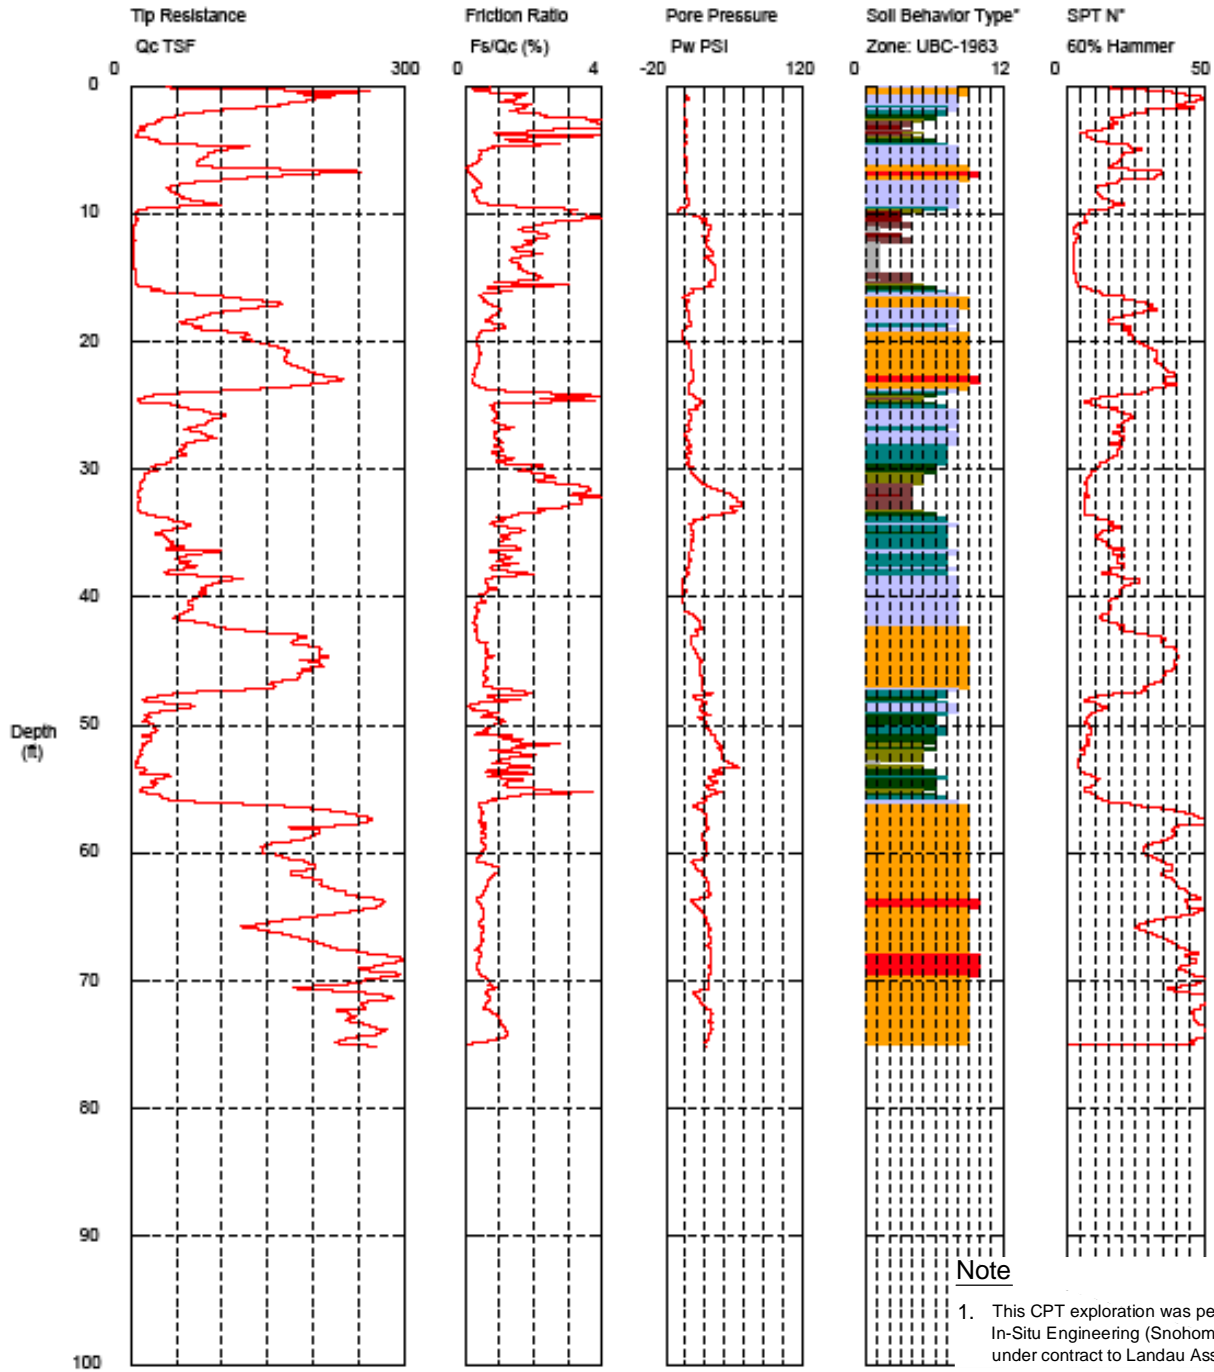 Tip Resistance Friction Ratio Pore Pressure Soil Behavior Type* SPT N*
Qc TSF Fs/Qc (%) Pw PSI Zone: UBC-1983 60% Hammer
0 300 0 4 -20 120 0 12 0 50
0
10
20
30
40
50
Depth
(ft)
60
70
80
90
100
Note
1. This CPT exploration was pe
In-Situ Engineering (Snohom
under contract to Landau Ass